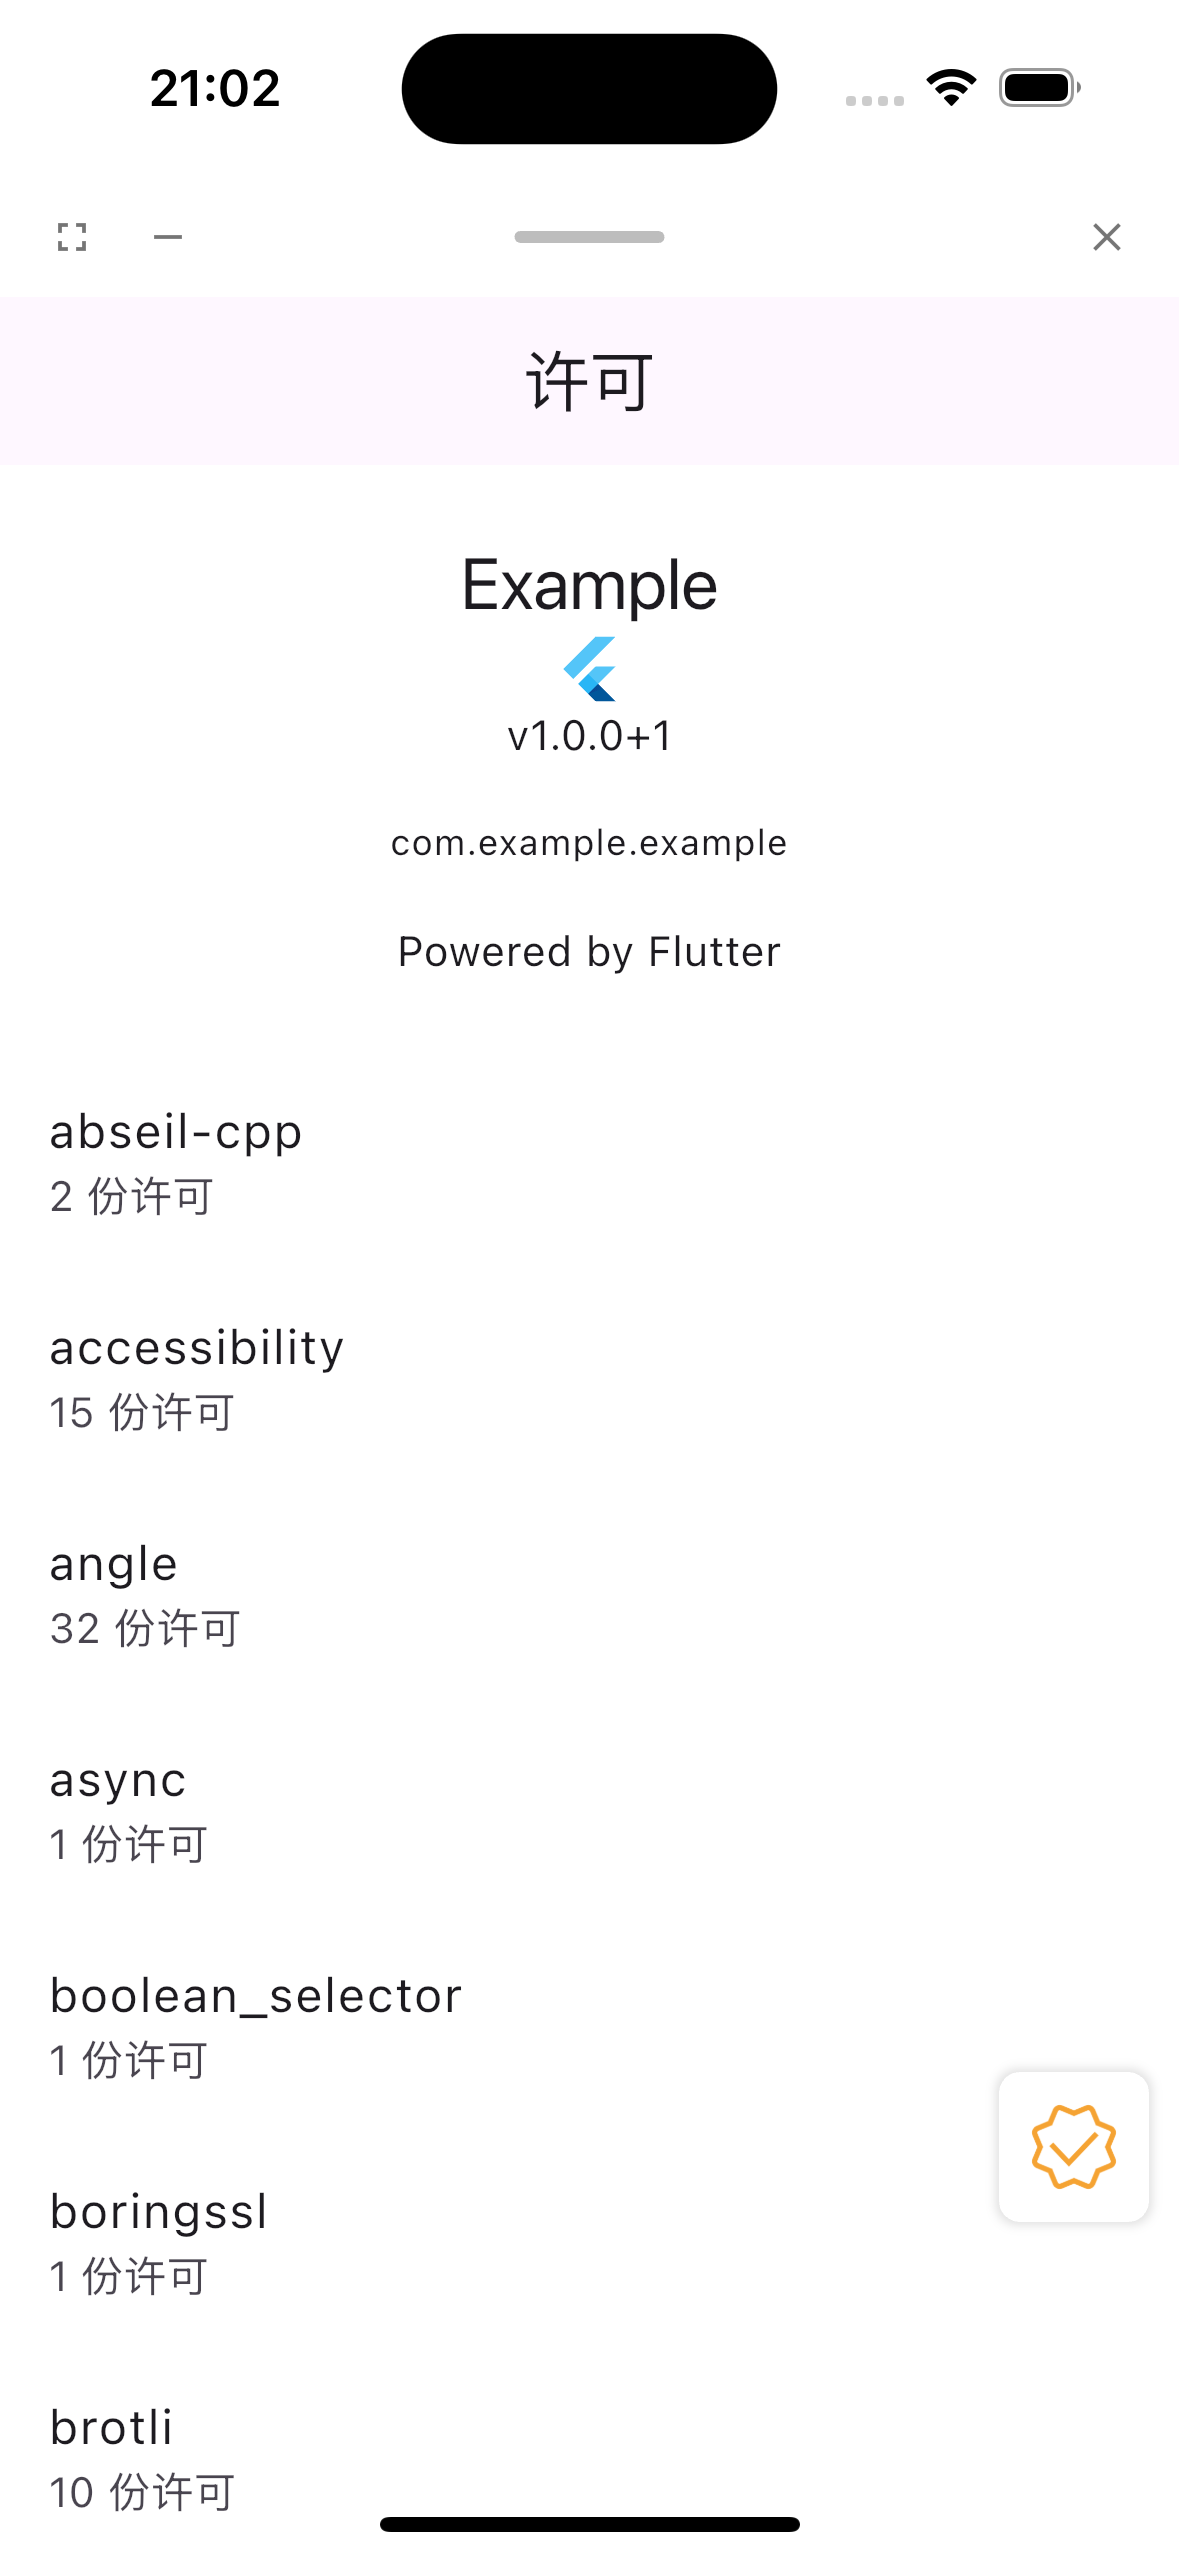 21:02
许可
Example
v1.0.0+1
com.example.example
Powered by Flutter
abseil-cpp
2 份许可
accessibility
15 份许可
angle
32 份许可
async
1 份许可
boolean_selector
1 份许可
boringssl
1 份许可
brotli
10 份许可